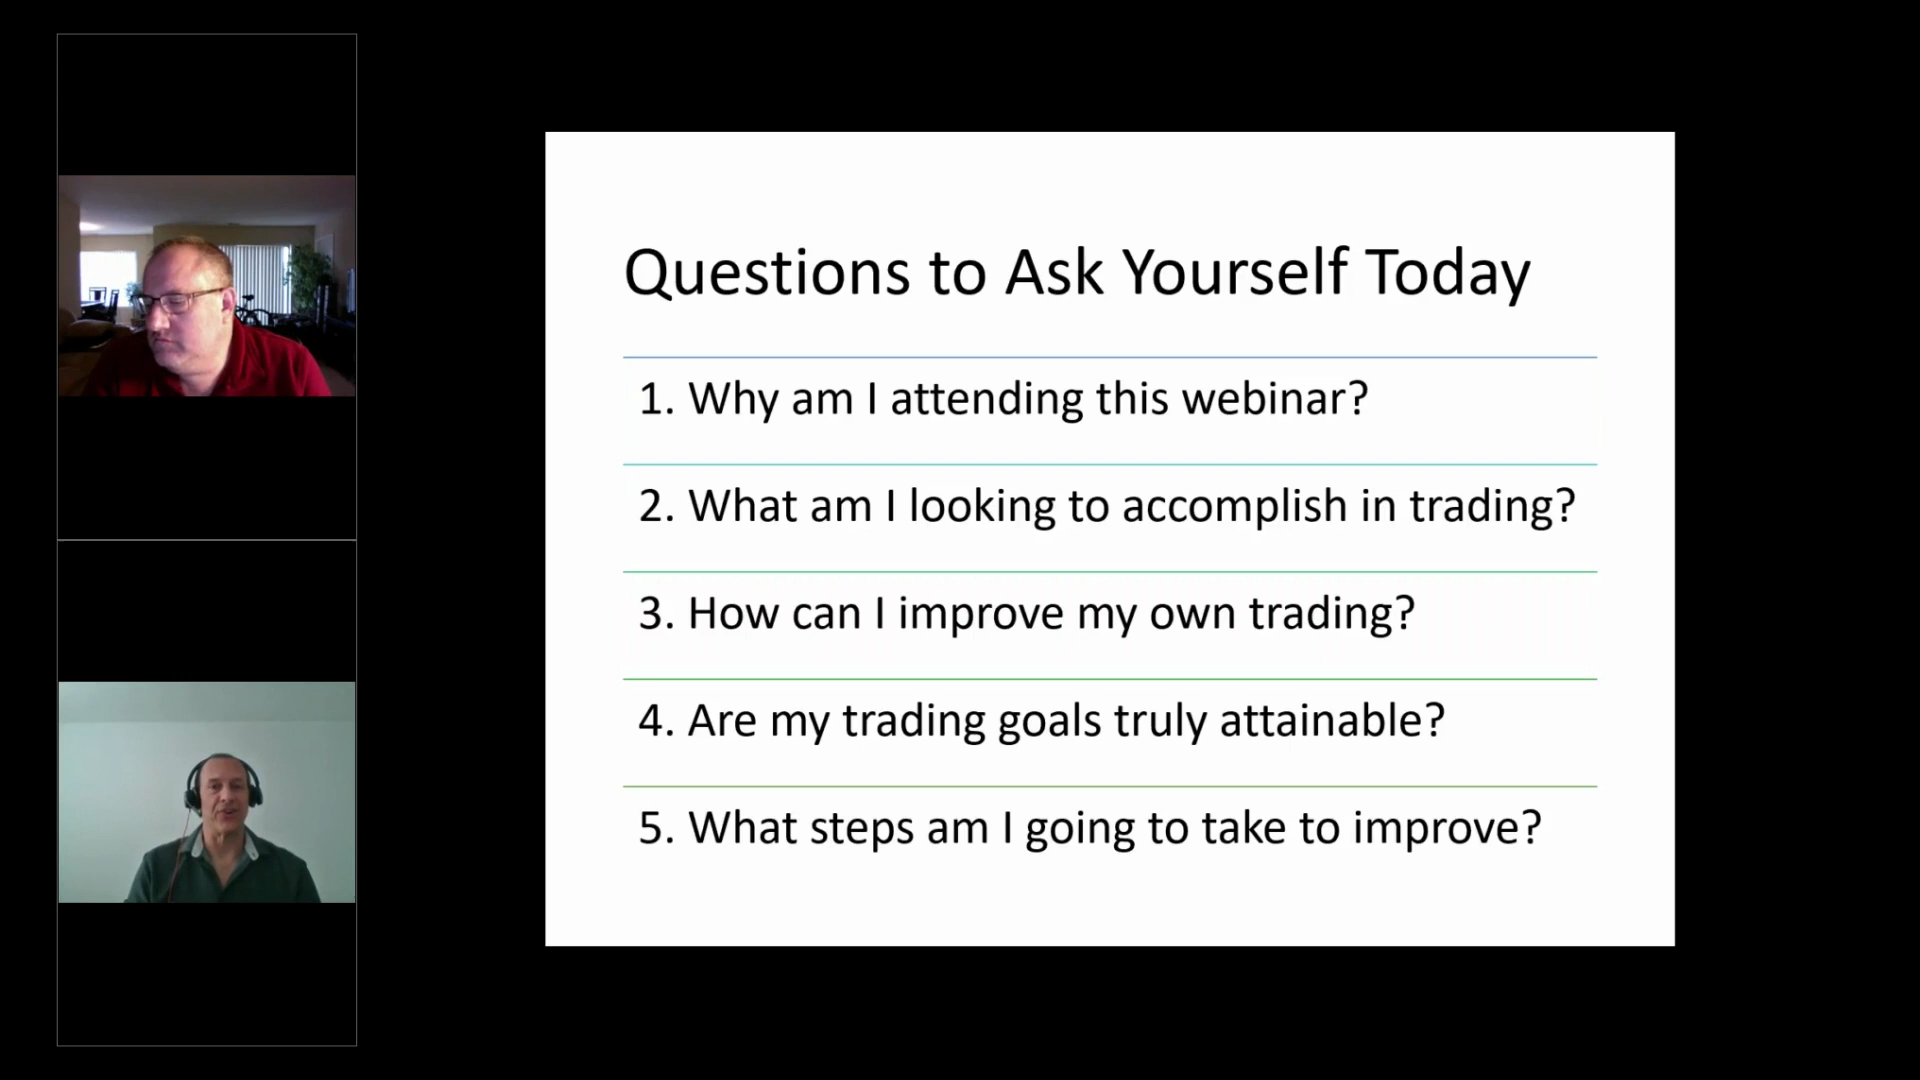 Questions to Ask Yourself Today
1. Why am I attending this webinar?
2. What am I looking to accomplish in trading?
3. How can I improve my own trading?
4. Are my trading goals truly attainable?
5. What steps am I going to take to improve?